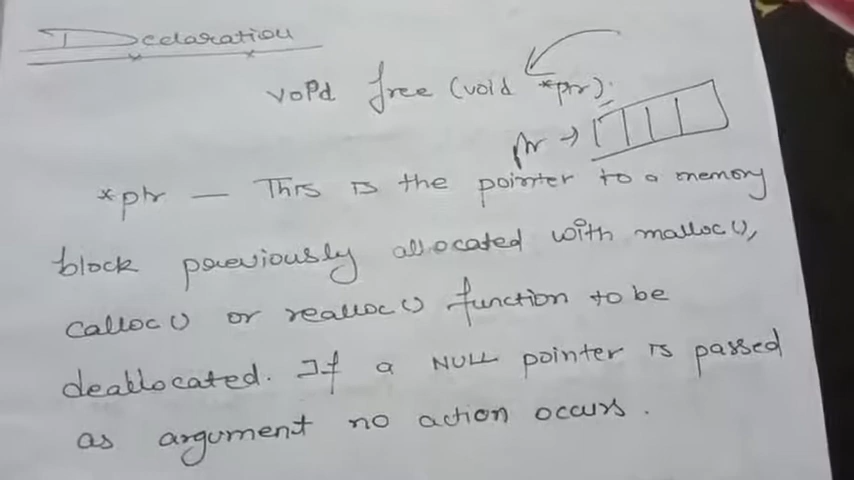 Declaration
void free (void *ptr);
ptr →
*ptr — This is the pointer to a memory
block previously allocated with malloc(),
calloc() or realloc() function to be
deallocated. If a NULL pointer is passed
as argument no action occurs.